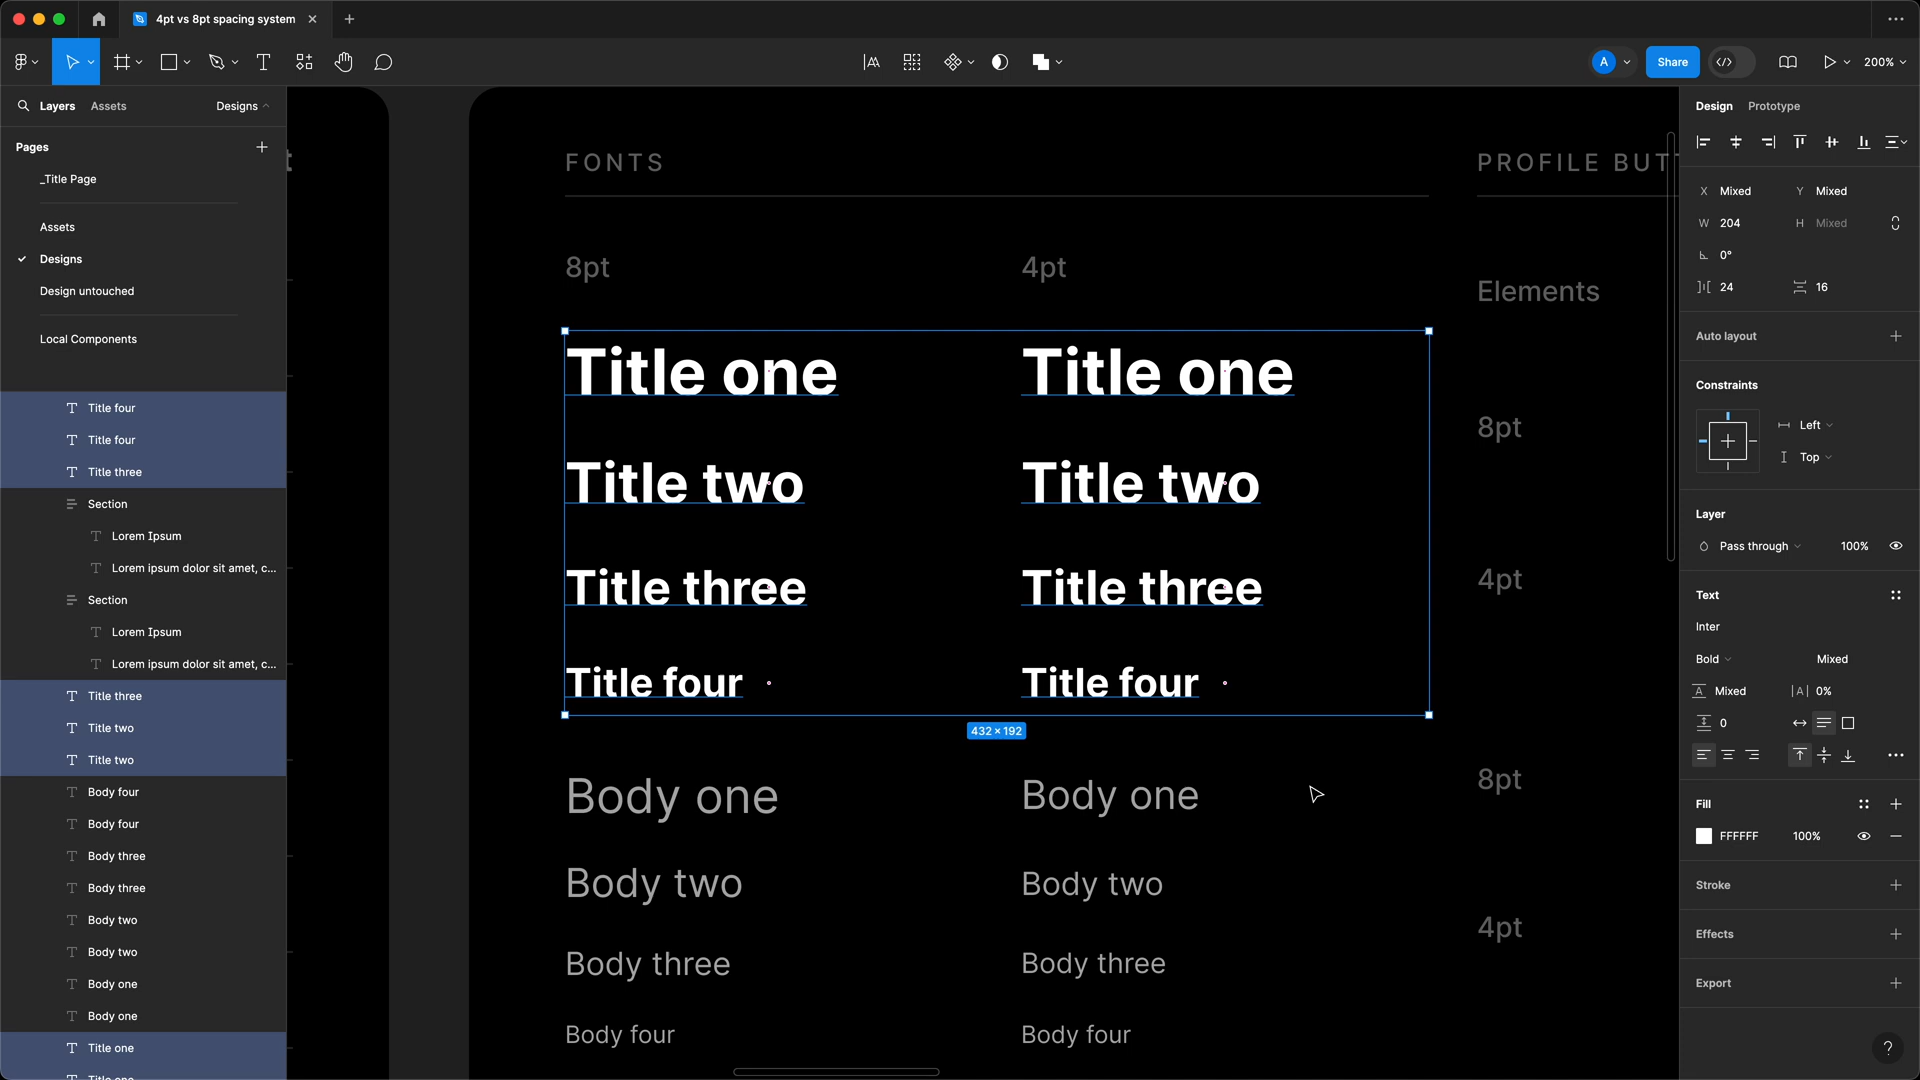 4pt vs 8pt spacing system
A
Share
200%
Layers
Assets
Designs
Pages
_Title Page
Assets
Designs
Design untouched
Local Components
Title four
Title four
Title three
Section
Lorem Ipsum
Lorem ipsum dolor sit amet, c...
Section
Lorem Ipsum
Lorem ipsum dolor sit amet, c...
Title three
Title two
Title two
Body four
Body four
Body three
Body three
Body two
Body two
Body one
Body one
Title one
Title one
FONTS
8pt
4pt
Title one
Title one
Title two
Title two
Title three
Title three
Title four
Title four
432 × 192
Body one
Body one
Body two
Body two
Body three
Body three
Body four
Body four
PROFILE BUTT
Elements
8pt
4pt
8pt
4pt
Design
Prototype
X Mixed
Y Mixed
W 204
H Mixed
0°
24
16
Auto layout
Constraints
Left
Top
Layer
Pass through
100%
Text
Inter
Bold
Mixed
Mixed
0%
0
Fill
FFFFFF
100%
Stroke
Effects
Export
?